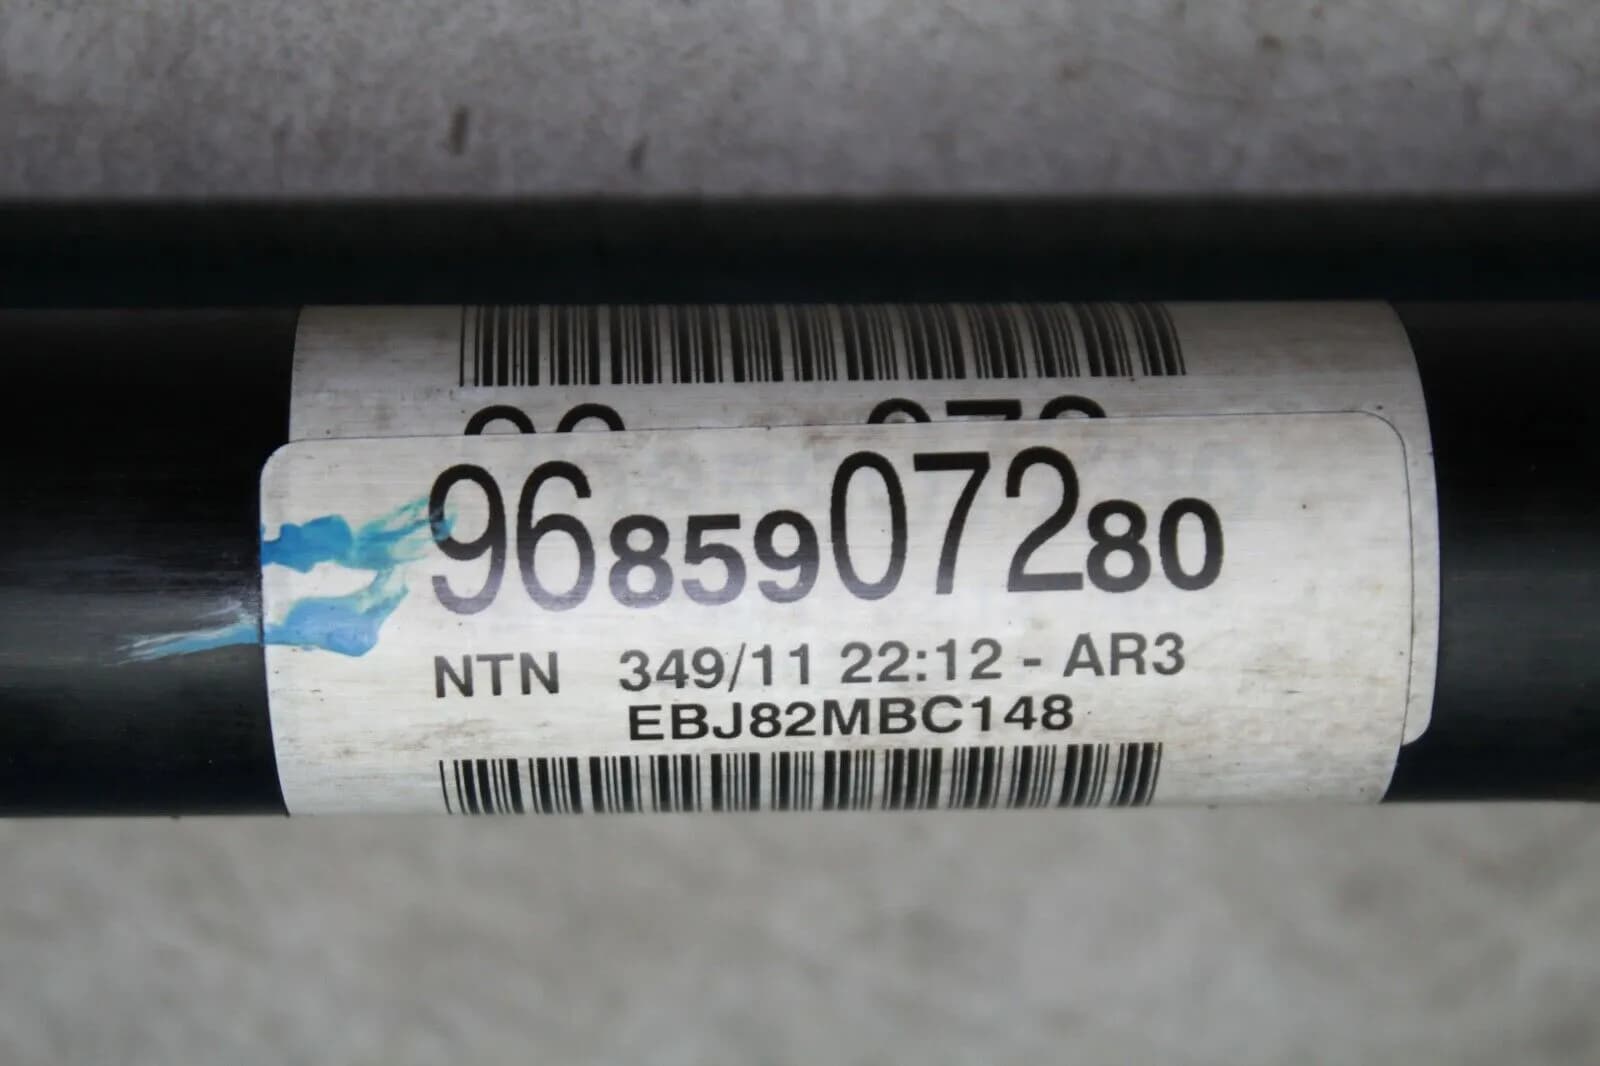 9685907280
NTN 349/11 22:12 - AR3
EBJ82MBC148